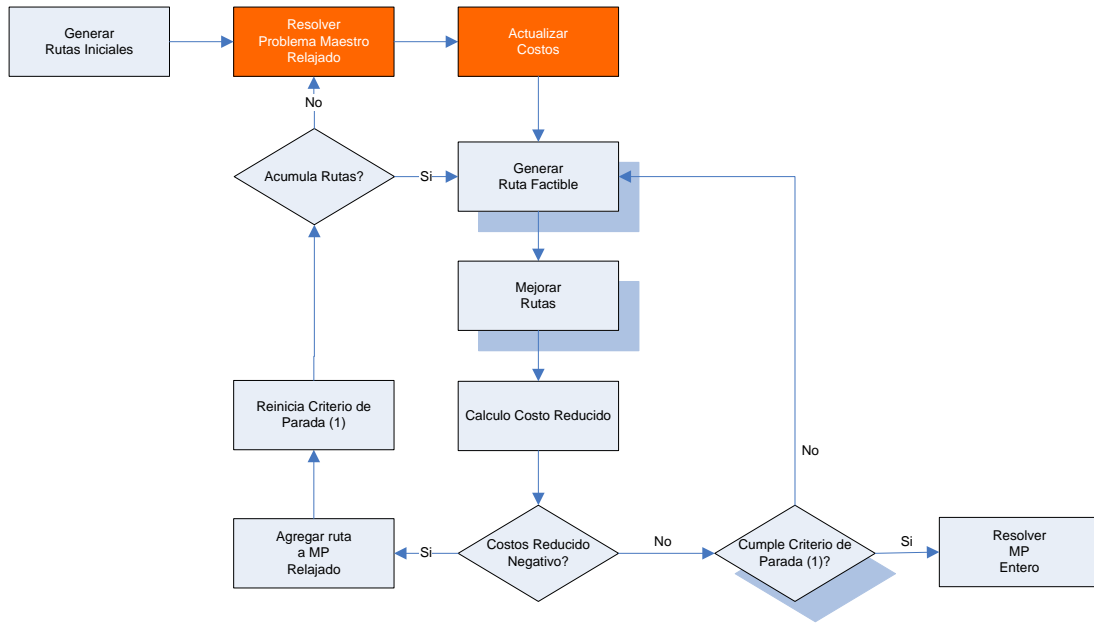 Generar
Rutas Iniciales
Resolver
Problema Maestro
Relajado
Actualizar
Costos
No
Acumula Rutas?
Si
Generar
Ruta Factible
Mejorar
Rutas
Reinicia Criterio de
Parada (1)
Calculo Costo Reducido
No
Agregar ruta
a MP
Relajado
Si
Costos Reducido
Negativo?
No
Cumple Criterio de
Parada (1)?
Si
Resolver
MP
Entero